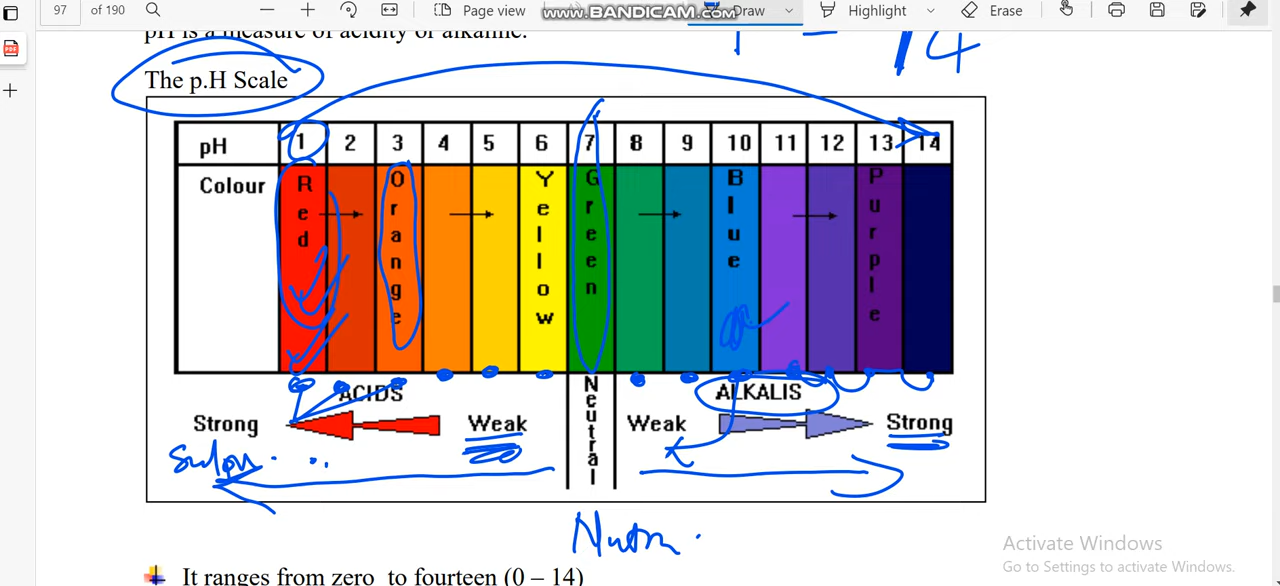 97 of 190 Page view www.BANDICAM.com Draw Highlight Erase
pH is a measure of acidity or alkaline.
14
The p.H Scale
pH 1 2 3 4 5 6 7 8 9 10 11 12 13 14
Colour Red Orange Yellow Green Blue Purple
ACIDS Neutral ALKALIS
Strong Weak Weak Strong
It ranges from zero to fourteen (0 – 14)
Activate Windows
Go to Settings to activate Windows.